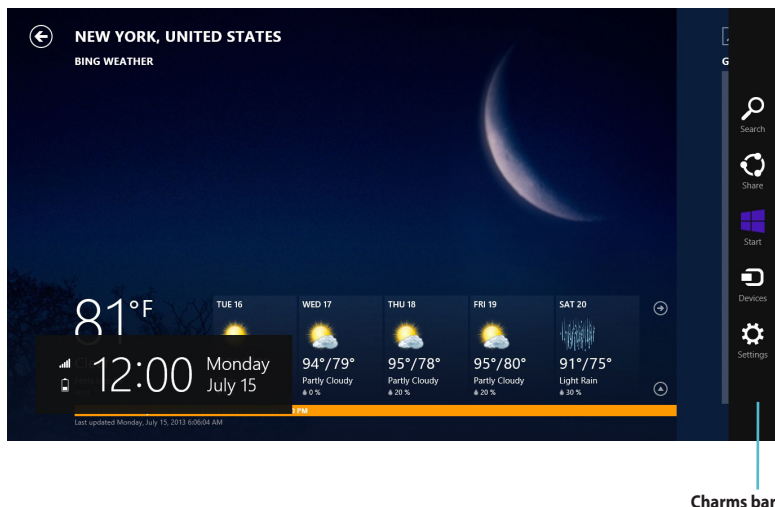 NEW YORK, UNITED STATES
BING WEATHER
G
Search
Share
Start
Devices
Settings
81°F
TUE 16
WED 17
94°/79°
Partly Cloudy
0 %
THU 18
95°/78°
Partly Cloudy
20 %
FRI 19
95°/80°
Partly Cloudy
20 %
SAT 20
91°/75°
Light Rain
30 %
12:00
Monday
July 15
PM
Last updated Monday, July 15, 2013 6:06:04 AM
Charms bar